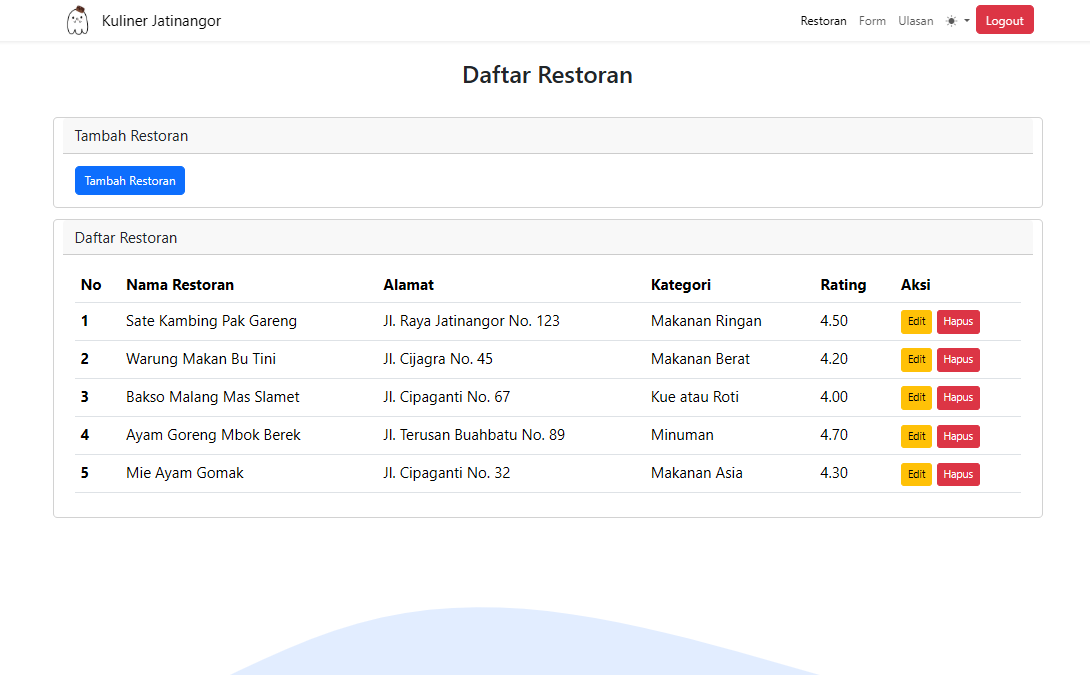 Kuliner Jatinangor Restoran Form Ulasan Logout
Daftar Restoran
Tambah Restoran
Tambah Restoran
Daftar Restoran
No Nama Restoran Alamat Kategori Rating Aksi
1 Sate Kambing Pak Gareng Jl. Raya Jatinangor No. 123 Makanan Ringan 4.50 Edit Hapus
2 Warung Makan Bu Tini Jl. Cijagra No. 45 Makanan Berat 4.20 Edit Hapus
3 Bakso Malang Mas Slamet Jl. Cipaganti No. 67 Kue atau Roti 4.00 Edit Hapus
4 Ayam Goreng Mbok Berek Jl. Terusan Buahbatu No. 89 Minuman 4.70 Edit Hapus
5 Mie Ayam Gomak Jl. Cipaganti No. 32 Makanan Asia 4.30 Edit Hapus